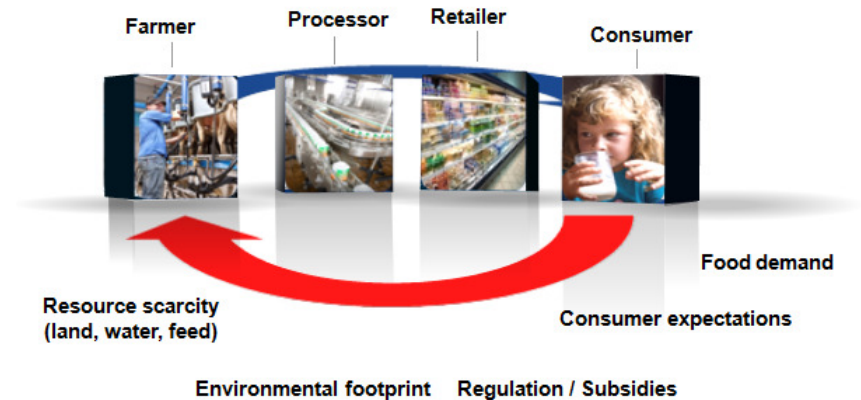 Farmer
Processor
Retailer
Consumer
Food demand
Resource scarcity
(land, water, feed)
Consumer expectations
Environmental footprint
Regulation / Subsidies